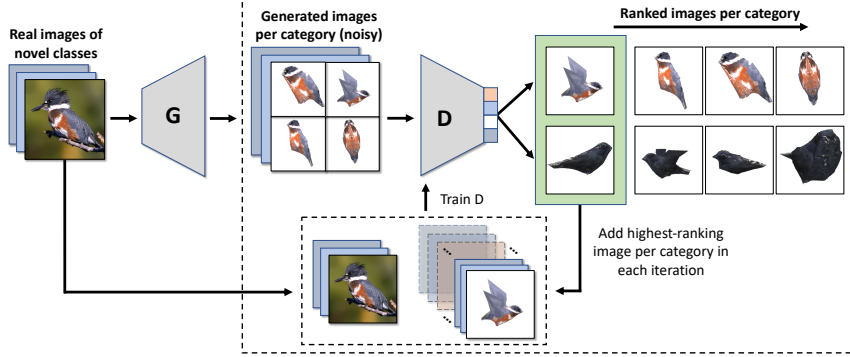 Real images of
novel classes
Generated images
per category (noisy)
Ranked images per category
G
D
Train D
Add highest-ranking
image per category in
each iteration